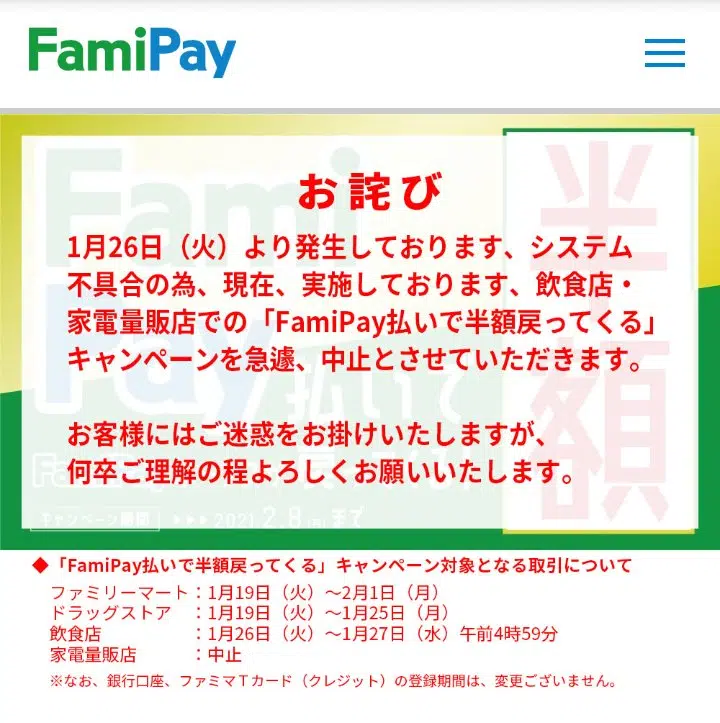 FamiPay
お詫び
1月26日（火）より発生しております、システム
不具合の為、現在、実施しております、飲食店・
家電量販店での「FamiPay払いで半額戻ってくる」
キャンペーンを急遽、中止とさせていただきます。
お客様にはご迷惑をお掛けいたしますが、
何卒ご理解の程よろしくお願いいたします。
Fami
Pay
払いで
半額
キャンペーン期間 ▶▶▶ 2021.2.8(月)まで
◆「FamiPay払いで半額戻ってくる」キャンペーン対象となる取引について
ファミリーマート：1月19日（火）～2月1日（月）
ドラッグストア ：1月19日（火）～1月25日（月）
飲食店 ：1月26日（火）～1月27日（水）午前4時59分
家電量販店 ：中止
※なお、銀行口座、ファミマＴカード（クレジット）の登録期間は、変更ございません。